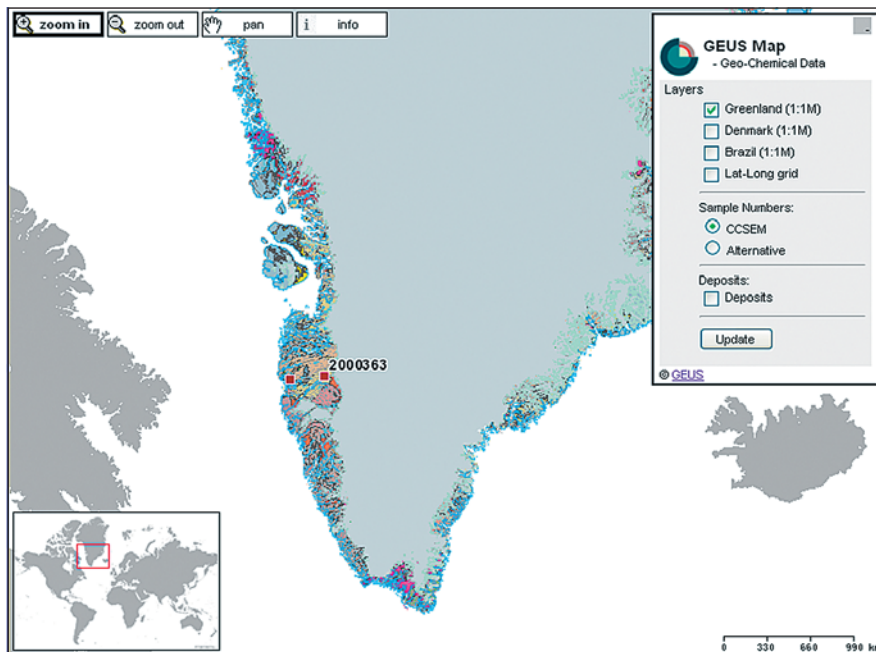 zoom in
zoom out
pan
i info
GEUS Map
- Geo-Chemical Data
Layers
Greenland (1:1M)
Denmark (1:1M)
Brazil (1:1M)
Lat-Long grid
Sample Numbers:
CCSEM
Alternative
Deposits:
Deposits
Update
© GEUS
2000363
0 330 660 990 km